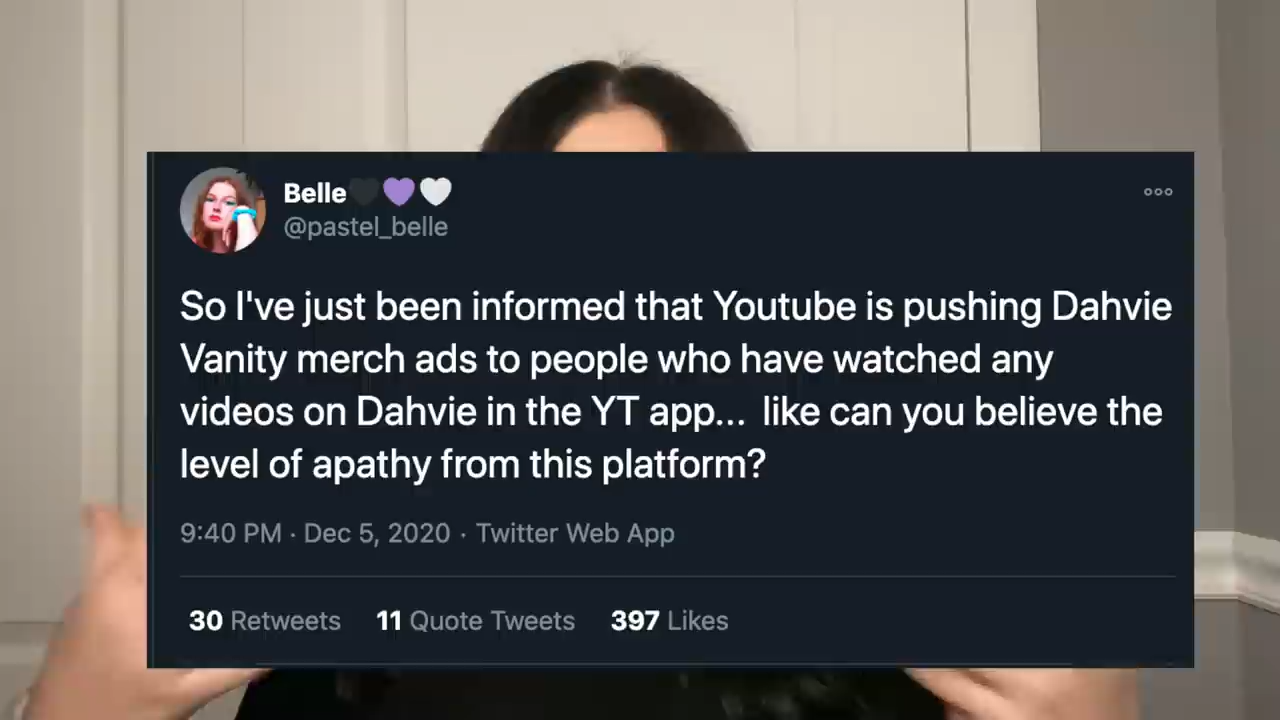 Belle🖤💜🤍
@pastel_belle
So I've just been informed that Youtube is pushing Dahvie
Vanity merch ads to people who have watched any
videos on Dahvie in the YT app... like can you believe the
level of apathy from this platform?
9:40 PM · Dec 5, 2020 · Twitter Web App
30 Retweets 11 Quote Tweets 397 Likes